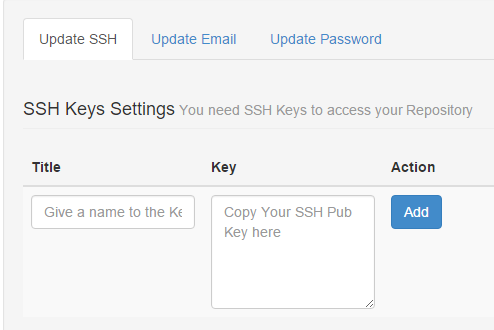 Update SSH Update Email Update Password
SSH Keys Settings You need SSH Keys to access your Repository
Title Key Action
Give a name to the Ke
Copy Your SSH Pub
Key here
Add